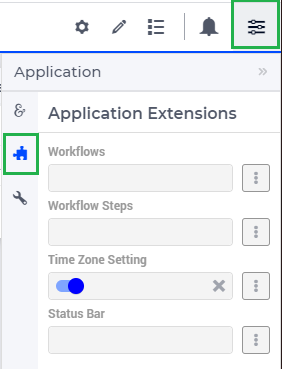 Application
&
Application Extensions
Workflows
Workflow Steps
Time Zone Setting
Status Bar